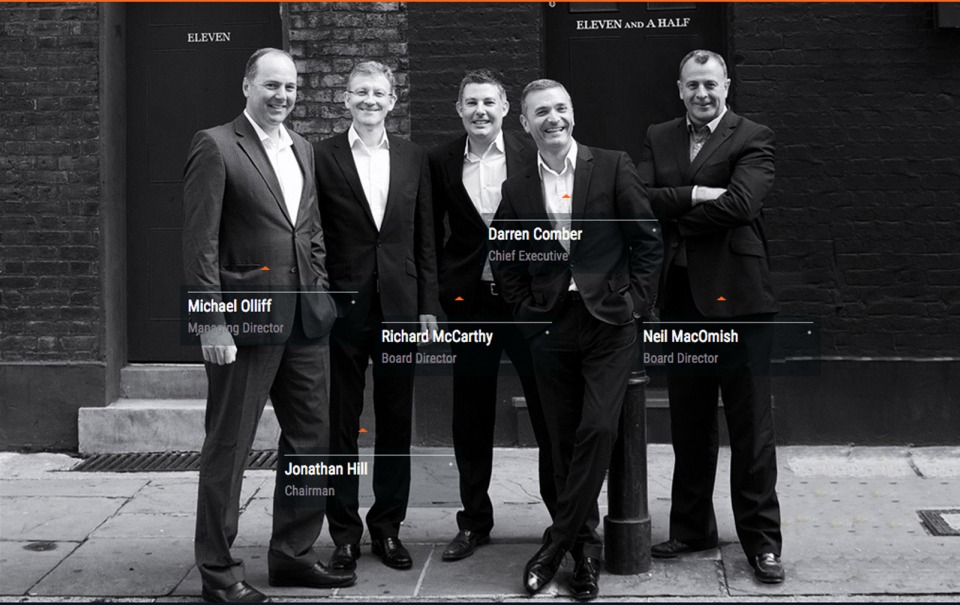 ELEVEN
ELEVEN AND A HALF
Darren Comber
Chief Executive
Michael Olliff
Managing Director
Richard McCarthy
Board Director
Neil MacOmish
Board Director
Jonathan Hill
Chairman